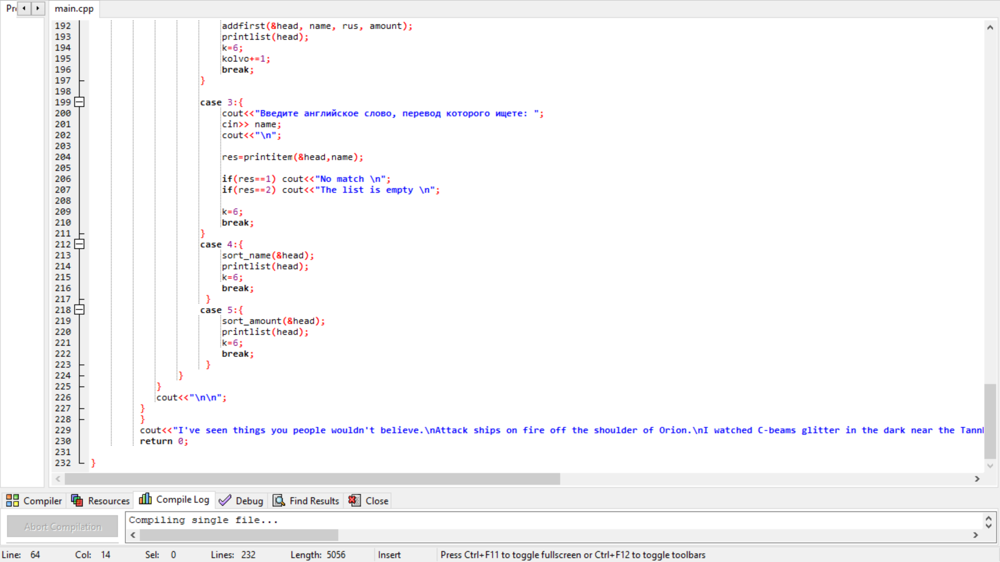 Pr
main.cpp
192 addfirst(&head, name, rus, amount);
193 printlist(head);
194 k=6;
195 kolvo+=1;
196 break;
197 }
198
199 case 3:{
200 cout<<"Введите английское слово, перевод которого ищете: ";
201 cin>> name;
202 cout<<"\n";
203
204 res=printitem(&head,name);
205
206 if(res==1) cout<<"No match \n";
207 if(res==2) cout<<"The list is empty \n";
208
209 k=6;
210 break;
211 }
212 case 4:{
213 sort_name(&head);
214 printlist(head);
215 k=6;
216 break;
217 }
218 case 5:{
219 sort_amount(&head);
220 printlist(head);
221 k=6;
222 break;
223 }
224 }
225 }
226 cout<<"\n\n";
227 }
228 }
229 cout<<"I've seen things you people wouldn't believe.\nAttack ships on fire off the shoulder of Orion.\nI watched C-beams glitter in the dark near the Tann
230 return 0;
231
232 }
Compiler Resources Compile Log Debug Find Results Close
Abort Compilation
Compiling single file...
Line: 64 Col: 14 Sel: 0 Lines: 232 Length: 5056 Insert Press Ctrl+F11 to toggle fullscreen or Ctrl+F12 to toggle toolbars